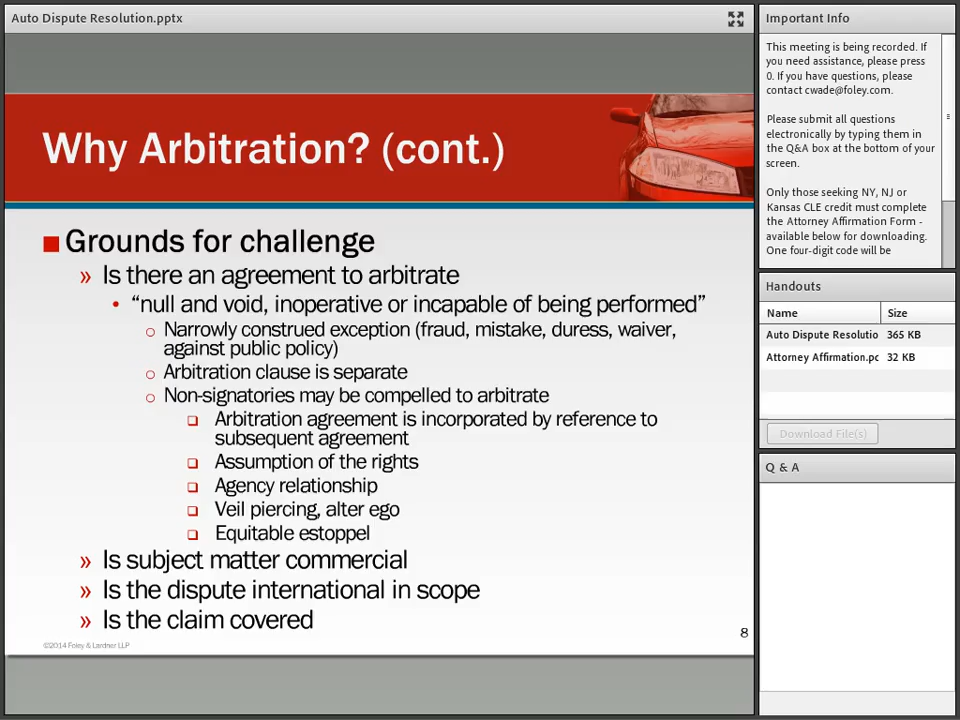 Auto Dispute Resolution.pptx
Why Arbitration? (cont.)
Grounds for challenge
» Is there an agreement to arbitrate
• “null and void, inoperative or incapable of being performed”
o Narrowly construed exception (fraud, mistake, duress, waiver,
against public policy)
o Arbitration clause is separate
o Non-signatories may be compelled to arbitrate
❑ Arbitration agreement is incorporated by reference to
subsequent agreement
❑ Assumption of the rights
❑ Agency relationship
❑ Veil piercing, alter ego
❑ Equitable estoppel
» Is subject matter commercial
» Is the dispute international in scope
» Is the claim covered
8
©2014 Foley & Lardner LLP
Important Info
This meeting is being recorded. If
you need assistance, please press
0. If you have questions, please
contact cwade@foley.com.
Please submit all questions
electronically by typing them in
the Q&A box at the bottom of your
screen.
Only those seeking NY, NJ or
Kansas CLE credit must complete
the Attorney Affirmation Form -
available below for downloading.
One four-digit code will be
Handouts
Name Size
Auto Dispute Resolutio 365 KB
Attorney Affirmation.pc 32 KB
Download File(s)
Q & A